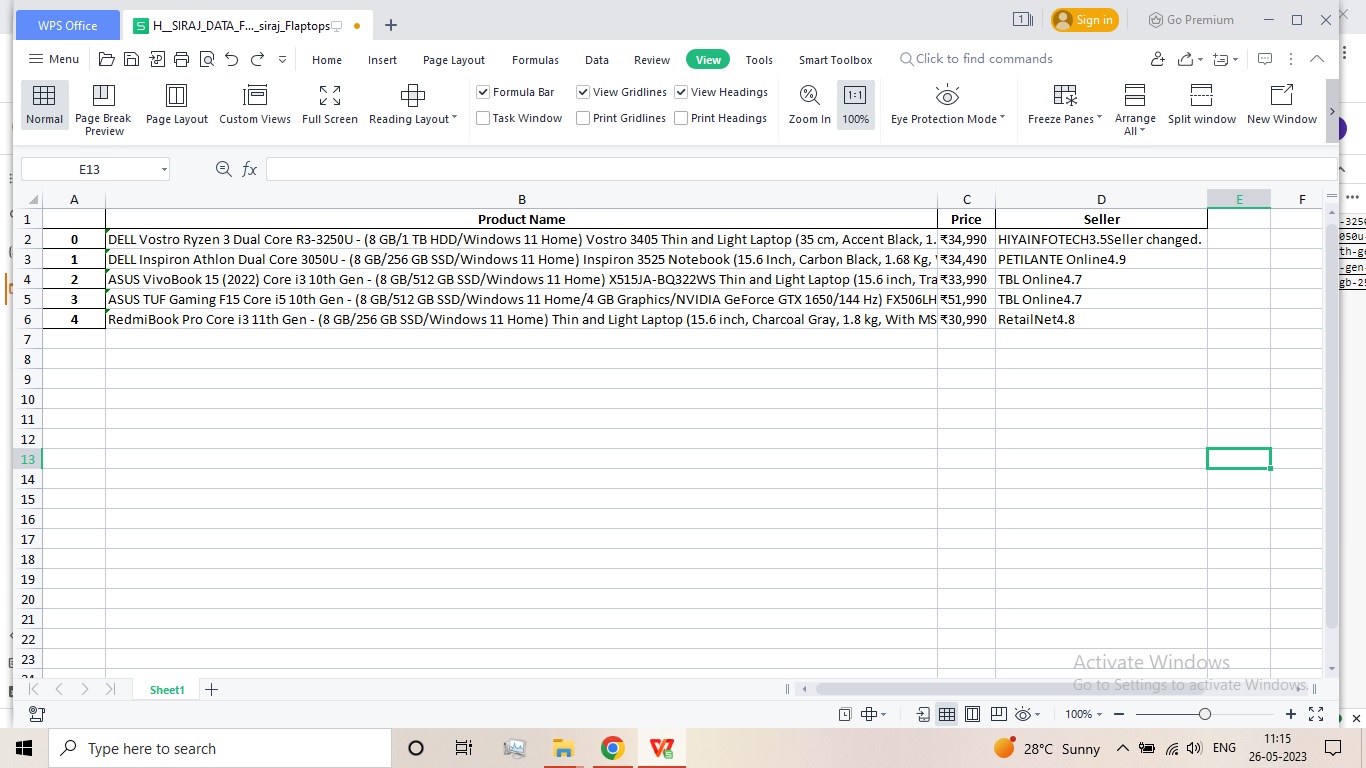 WPS Office H__SIRAJ_DATA_F..._siraj_Flaptops Sign in Go Premium
Menu Home Insert Page Layout Formulas Data Review View Tools Smart Toolbox Click to find commands
Formula Bar View Gridlines View Headings
Task Window Print Gridlines Print Headings
Normal Page Break Preview Page Layout Custom Views Full Screen Reading Layout Zoom In 1:1 100% Eye Protection Mode Freeze Panes Arrange All Split window New Window
E13 fx
A B C D E F
1 Product Name Price Seller
2 0 DELL Vostro Ryzen 3 Dual Core R3-3250U - (8 GB/1 TB HDD/Windows 11 Home) Vostro 3405 Thin and Light Laptop (35 cm, Accent Black, 1. ₹34,990 HIYAINFOTECH3.5Seller changed.
3 1 DELL Inspiron Athlon Dual Core 3050U - (8 GB/256 GB SSD/Windows 11 Home) Inspiron 3525 Notebook (15.6 Inch, Carbon Black, 1.68 Kg, ₹34,490 PETILANTE Online4.9
4 2 ASUS VivoBook 15 (2022) Core i3 10th Gen - (8 GB/512 GB SSD/Windows 11 Home) X515JA-BQ322WS Thin and Light Laptop (15.6 inch, Tra ₹33,990 TBL Online4.7
5 3 ASUS TUF Gaming F15 Core i5 10th Gen - (8 GB/512 GB SSD/Windows 11 Home/4 GB Graphics/NVIDIA GeForce GTX 1650/144 Hz) FX506LH ₹51,990 TBL Online4.7
6 4 RedmiBook Pro Core i3 11th Gen - (8 GB/256 GB SSD/Windows 11 Home) Thin and Light Laptop (15.6 inch, Charcoal Gray, 1.8 kg, With MS ₹30,990 RetailNet4.8
7
8
9
10
11
12
13
14
15
16
17
18
19
20
21
22
23
Activate Windows
Go to Settings to activate Windows.
Sheet1
100%
Type here to search 28°C Sunny ENG 11:15
26-05-2023